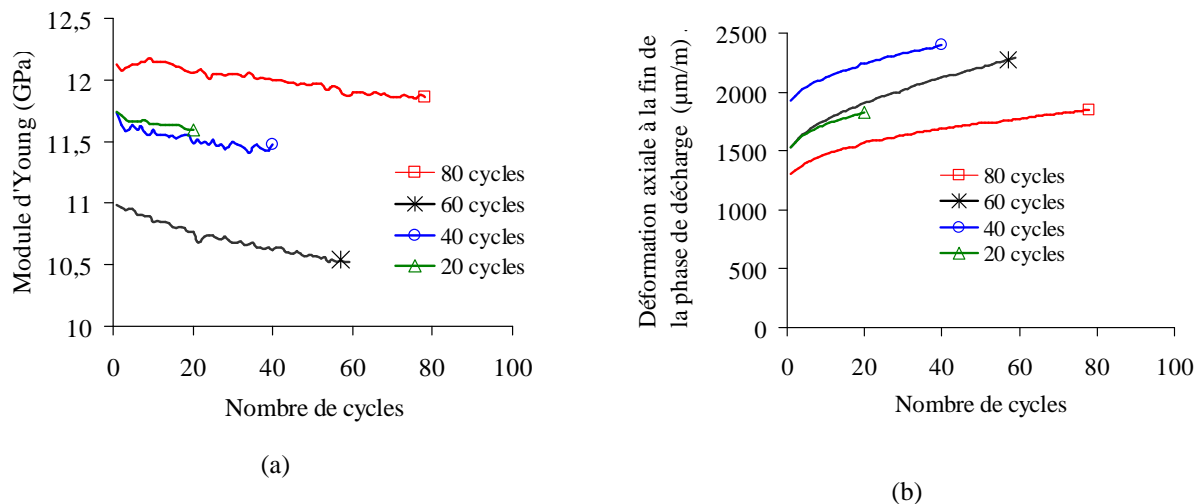 Module d'Young (GPa)
12,5
12
11,5
11
10,5
10
0
20
40
60
80
100
Nombre de cycles
80 cycles
60 cycles
40 cycles
20 cycles
(a)
Déformation axiale à la fin de
la phase de décharge (µm/m).
2500
2000
1500
1000
500
0
0
20
40
60
80
100
Nombre de cycles
80 cycles
60 cycles
40 cycles
20 cycles
(b)